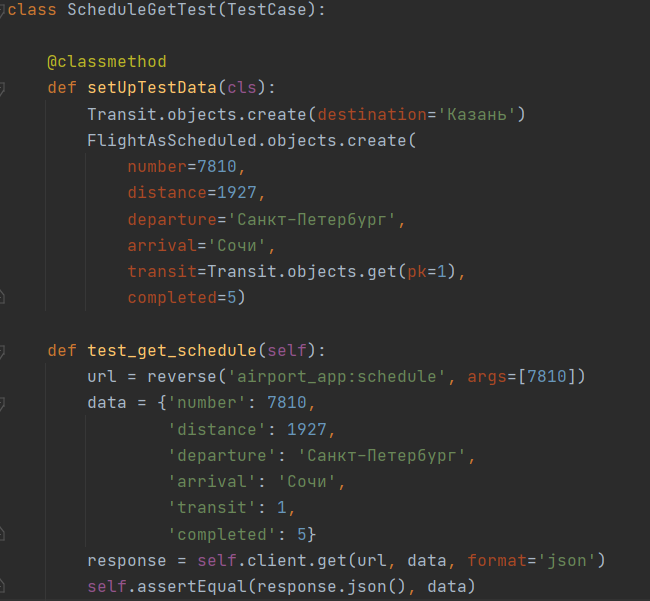 class ScheduleGetTest(TestCase):
@classmethod
def setUpTestData(cls):
Transit.objects.create(destination='Казань')
FlightAsScheduled.objects.create(
number=7810,
distance=1927,
departure='Санкт-Петербург',
arrival='Сочи',
transit=Transit.objects.get(pk=1),
completed=5)
def test_get_schedule(self):
url = reverse('airport_app:schedule', args=[7810])
data = {'number': 7810,
'distance': 1927,
'departure': 'Санкт-Петербург',
'arrival': 'Сочи',
'transit': 1,
'completed': 5}
response = self.client.get(url, data, format='json')
self.assertEqual(response.json(), data)